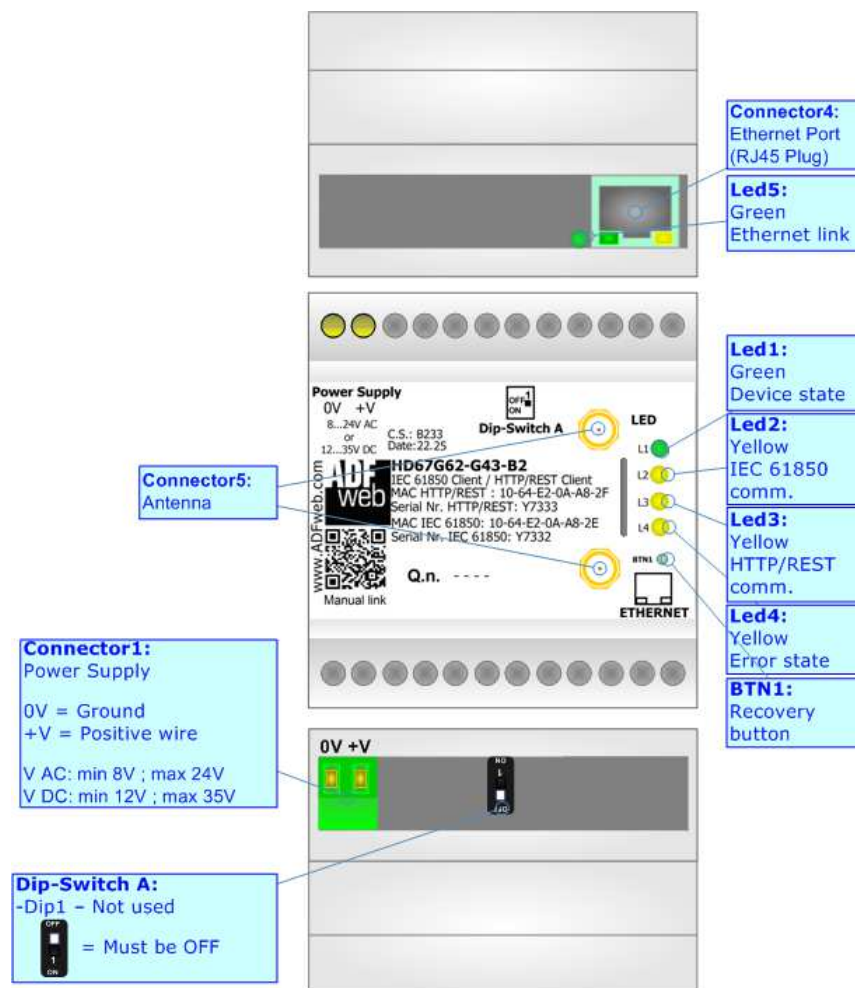 Connector4:
Ethernet Port
(RJ45 Plug)
Led5:
Green
Ethernet link
Power Supply
0V +V
8...24V AC
or
12...35V DC
C.S.: B233
Date:22.25
OFF 1
ON
Dip-Switch A
LED
L1
L2
L3
L4
BTN1
ETHERNET
www.ADFweb.com
ADF
web
HD67G62-G43-B2
IEC 61850 Client / HTTP/REST Client
MAC HTTP/REST : 10-64-E2-0A-A8-2F
Serial Nr. HTTP/REST: Y7333
MAC IEC 61850: 10-64-E2-0A-A8-2E
Serial Nr. IEC 61850: Y7332
Q.n. - - - -
Manual link
Led1:
Green
Device state
Led2:
Yellow
IEC 61850
comm.
Led3:
Yellow
HTTP/REST
comm.
Led4:
Yellow
Error state
BTN1:
Recovery
button
Connector5:
Antenna
Connector1:
Power Supply
0V = Ground
+V = Positive wire
V AC: min 8V ; max 24V
V DC: min 12V ; max 35V
0V +V
ON
1
OFF
Dip-Switch A:
-Dip1 – Not used
OFF
1
ON
= Must be OFF